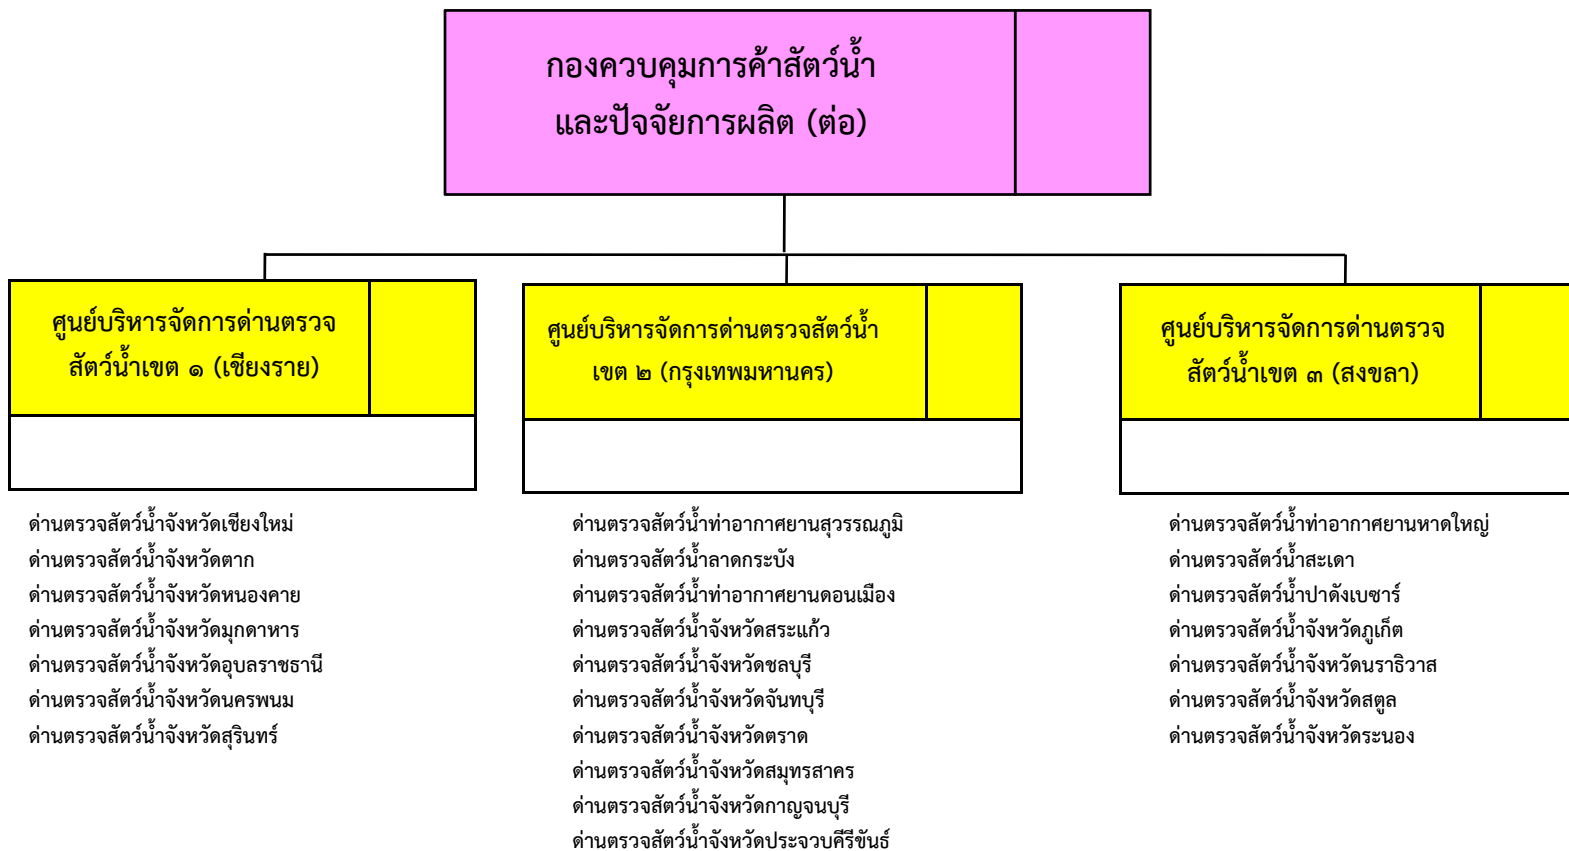 กองควบคุมการค้าสัตว์น้ำ
และปัจจัยการผลิต (ต่อ)
ศูนย์บริหารจัดการด่านตรวจ
สัตว์น้ำเขต ๑ (เชียงราย)
ด่านตรวจสัตว์น้ำจังหวัดเชียงใหม่
ด่านตรวจสัตว์น้ำจังหวัดตาก
ด่านตรวจสัตว์น้ำจังหวัดหนองคาย
ด่านตรวจสัตว์น้ำจังหวัดมุกดาหาร
ด่านตรวจสัตว์น้ำจังหวัดอุบลราชธานี
ด่านตรวจสัตว์น้ำจังหวัดนครพนม
ด่านตรวจสัตว์น้ำจังหวัดสุรินทร์
ศูนย์บริหารจัดการด่านตรวจสัตว์น้ำ
เขต ๒ (กรุงเทพมหานคร)
ด่านตรวจสัตว์น้ำท่าอากาศยานสุวรรณภูมิ
ด่านตรวจสัตว์น้ำลาดกระบัง
ด่านตรวจสัตว์น้ำท่าอากาศยานดอนเมือง
ด่านตรวจสัตว์น้ำจังหวัดสระแก้ว
ด่านตรวจสัตว์น้ำจังหวัดชลบุรี
ด่านตรวจสัตว์น้ำจังหวัดจันทบุรี
ด่านตรวจสัตว์น้ำจังหวัดตราด
ด่านตรวจสัตว์น้ำจังหวัดสมุทรสาคร
ด่านตรวจสัตว์น้ำจังหวัดกาญจนบุรี
ด่านตรวจสัตว์น้ำจังหวัดประจวบคีรีขันธ์
ศูนย์บริหารจัดการด่านตรวจ
สัตว์น้ำเขต ๓ (สงขลา)
ด่านตรวจสัตว์น้ำท่าอากาศยานหาดใหญ่
ด่านตรวจสัตว์น้ำสะเดา
ด่านตรวจสัตว์น้ำปาดังเบซาร์
ด่านตรวจสัตว์น้ำจังหวัดภูเก็ต
ด่านตรวจสัตว์น้ำจังหวัดนราธิวาส
ด่านตรวจสัตว์น้ำจังหวัดสตูล
ด่านตรวจสัตว์น้ำจังหวัดระนอง